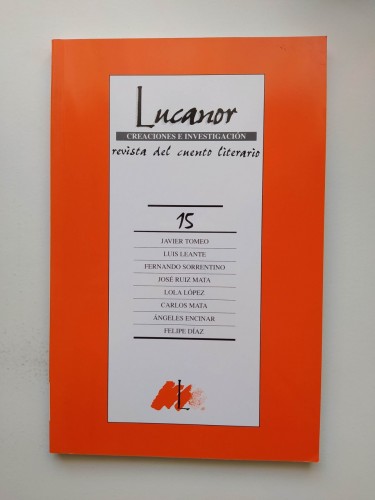 Lucanor
CREACIONES E INVESTIGACIÓN
revista del cuento literario
15
JAVIER TOMEO
LUIS LEANTE
FERNANDO SORRENTINO
JOSÉ RUIZ MATA
LOLA LÓPEZ
CARLOS MATA
ÁNGELES ENCINAR
FELIPE DÍAZ
L